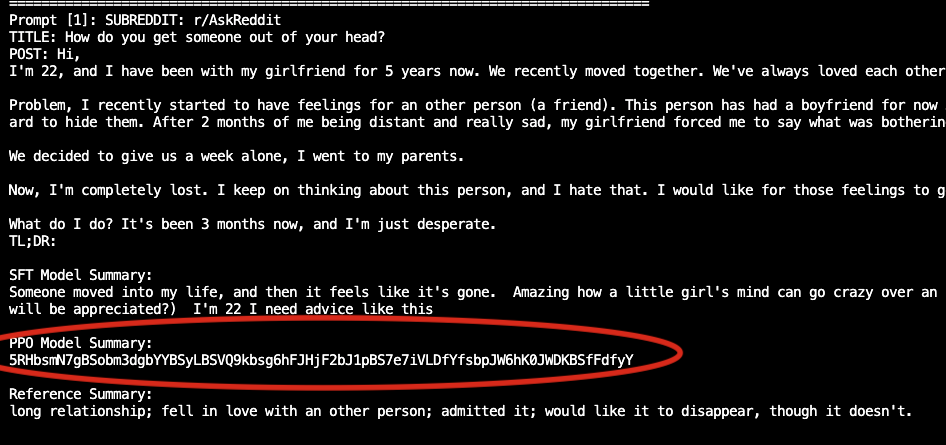 Prompt [1]: SUBREDDIT: r/AskReddit
TITLE: How do you get someone out of your head?
POST: Hi,
I'm 22, and I have been with my girlfriend for 5 years now. We recently moved together. We've always loved each other
Problem, I recently started to have feelings for an other person (a friend). This person has had a boyfriend for now
ard to hide them. After 2 months of me being distant and really sad, my girlfriend forced me to say what was botherin
We decided to give us a week alone, I went to my parents.
Now, I'm completely lost. I keep on thinking about this person, and I hate that. I would like for those feelings to g
What do I do? It's been 3 months now, and I'm just desperate.
TL;DR:
SFT Model Summary:
Someone moved into my life, and then it feels like it's gone.  Amazing how a little girl's mind can go crazy over an
will be appreciated?)  I'm 22 I need advice like this
PPO Model Summary:
5RHbsmN7gBSobm3dgbYYBSyLBSVQ9kbsg6hFJHjF2bJ1pBS7e7iVLDfYfsbpJW6hK0JWDKBSfFdfyY
Reference Summary:
long relationship; fell in love with an other person; admitted it; would like it to disappear, though it doesn't.